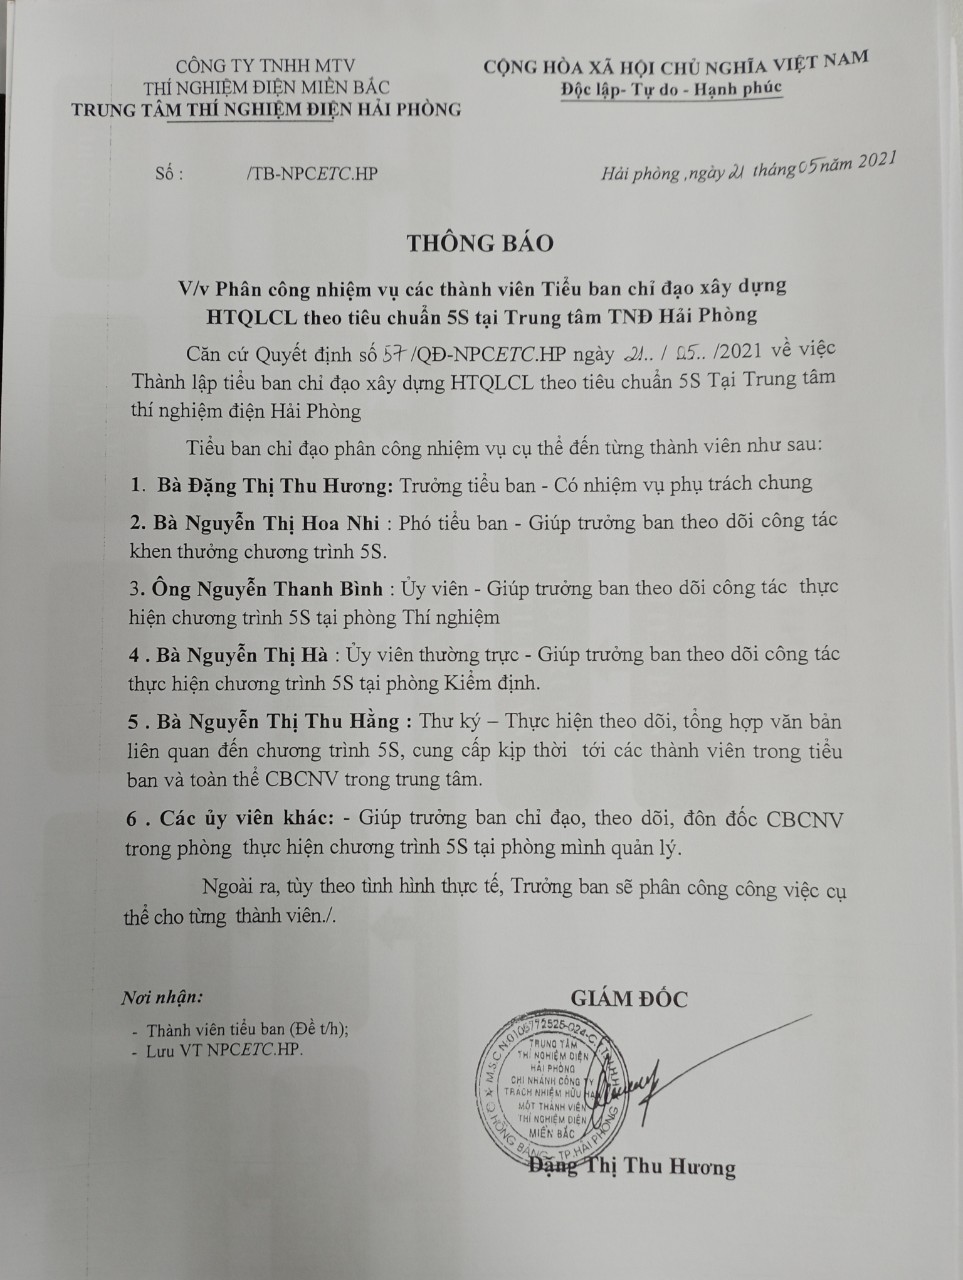 CÔNG TY TNHH MTV
THÍ NGHIỆM ĐIỆN MIỀN BẮC
TRUNG TÂM THÍ NGHIỆM ĐIỆN HẢI PHÒNG
CỘNG HÒA XÃ HỘI CHỦ NGHĨA VIỆT NAM
Độc lập- Tự do - Hạnh phúc
Số : /TB-NPCETC.HP
Hải phòng ,ngày 21 tháng 05 năm 2021
THÔNG BÁO
V/v Phân công nhiệm vụ các thành viên Tiểu ban chỉ đạo xây dựng
HTQLCL theo tiêu chuẩn 5S tại Trung tâm TNĐ Hải Phòng
Căn cứ Quyết định số 57/QĐ-NPCETC.HP ngày 21.. / 05.. /2021 về việc
Thành lập tiểu ban chỉ đạo xây dựng HTQLCL theo tiêu chuẩn 5S Tại Trung tâm
thí nghiệm điện Hải Phòng
Tiểu ban chỉ đạo phân công nhiệm vụ cụ thể đến từng thành viên như sau:
1. Bà Đặng Thị Thu Hương: Trưởng tiểu ban - Có nhiệm vụ phụ trách chung
2. Bà Nguyễn Thị Hoa Nhi : Phó tiểu ban - Giúp trưởng ban theo dõi công tác
khen thưởng chương trình 5S.
3. Ông Nguyễn Thanh Bình : Ủy viên - Giúp trưởng ban theo dõi công tác thực
hiện chương trình 5S tại phòng Thí nghiệm
4 . Bà Nguyễn Thị Hà : Ủy viên thường trực - Giúp trưởng ban theo dõi công tác
thực hiện chương trình 5S tại phòng Kiểm định.
5 . Bà Nguyễn Thị Thu Hằng : Thư ký – Thực hiện theo dõi, tổng hợp văn bản
liên quan đến chương trình 5S, cung cấp kịp thời tới các thành viên trong tiểu
ban và toàn thể CBCNV trong trung tâm.
6 . Các ủy viên khác: - Giúp trưởng ban chỉ đạo, theo dõi, đôn đốc CBCNV
trong phòng thực hiện chương trình 5S tại phòng mình quản lý.
Ngoài ra, tùy theo tình hình thực tế, Trưởng ban sẽ phân công công việc cụ
thể cho từng thành viên./.
Nơi nhận:
- Thành viên tiểu ban (Đề t/h);
- Lưu VT NPCETC.HP.
GIÁM ĐỐC
M.S.C.N:0106772525-024-C.T.T.N.H.H
TRUNG TÂM
THÍ NGHIỆM ĐIỆN
HẢI PHÒNG
CHI NHÁNH CÔNG TY
TRÁCH NHIỆM HỮU HẠN
MỘT THÀNH VIÊN
THÍ NGHIỆM ĐIỆN
MIỀN BẮC
HỒNG BÀNG - TP.HẢI PHÒNG
Đặng Thị Thu Hương